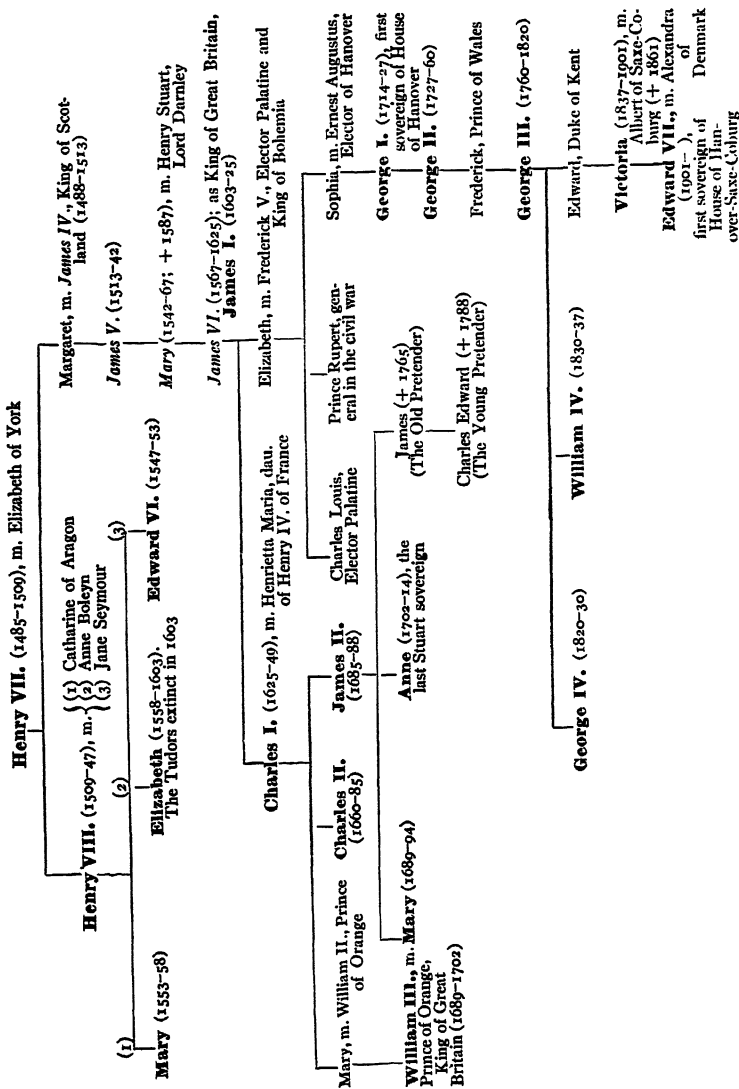 Henry VII. (1485-1509), m. Elizabeth of York
Henry VIII. (1509-47), m.
(1) Catharine of Aragon
(2) Anne Boleyn
(3) Jane Seymour
Margaret, m. James IV., King of Scot-
land (1488-1513)
(1)
(2)
(3)
James V. (1513-42)
Mary (1553-58)
Elizabeth (1558-1603).
The Tudors extinct in 1603
Edward VI. (1547-53)
Mary (1542-67; + 1587), m. Henry Stuart,
Lord Darnley
James VI. (1567-1625); as King of Great Britain,
James I. (1603-25)
Charles I. (1625-49), m. Henrietta Maria, dau.
of Henry IV. of France
Elizabeth, m. Frederick V., Elector Palatine and
King of Bohemia
Mary, m. William II., Prince
of Orange
Charles II.
(1660-85)
James II.
(1685-88)
Charles Louis,
Elector Palatine
Prince Rupert, gen-
eral in the civil war
Sophia, m. Ernest Augustus,
Elector of Hanover
William III., m. Mary (1689-94)
Prince of Orange,
King of Great
Britain (1689-1702)
Anne (1702-14), the
last Stuart sovereign
James (+ 1765)
(The Old Pretender)
Charles Edward (+ 1788)
(The Young Pretender)
George I. (1714-27), first
sovereign of House
of Hanover
George II. (1727-60)
Frederick, Prince of Wales
George III. (1760-1820)
George IV. (1820-30)
William IV. (1830-37)
Edward, Duke of Kent
Victoria (1837-1901), m.
Albert of Saxe-Co-
burg (+ 1861)
Edward VII., m. Alexandra
(1901- ), of
first sovereign of Denmark
House of Han-
over-Saxe-Coburg